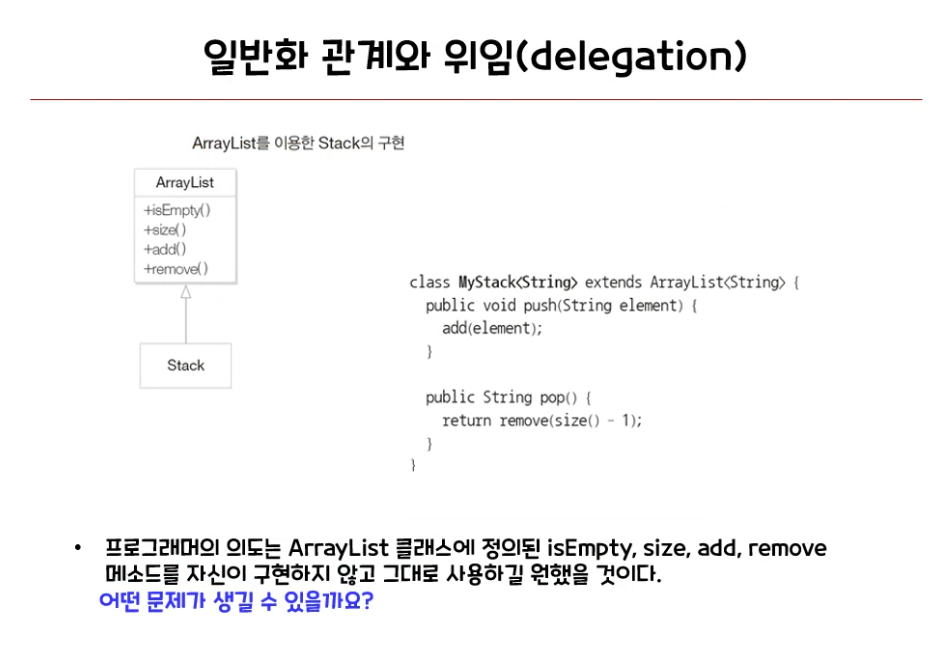 일반화 관계와 위임(delegation)
ArrayList를 이용한 Stack의 구현
ArrayList
+isEmpty()
+size()
+add()
+remove()
Stack
class MyStack<String> extends ArrayList<String> {
public void push(String element) {
add(element);
}
public String pop() {
return remove(size() - 1);
}
}
• 프로그래머의 의도는 ArrayList 클래스에 정의된 isEmpty, size, add, remove
메소드를 자신이 구현하지 않고 그대로 사용하길 원했을 것이다.
어떤 문제가 생길 수 있을까요?